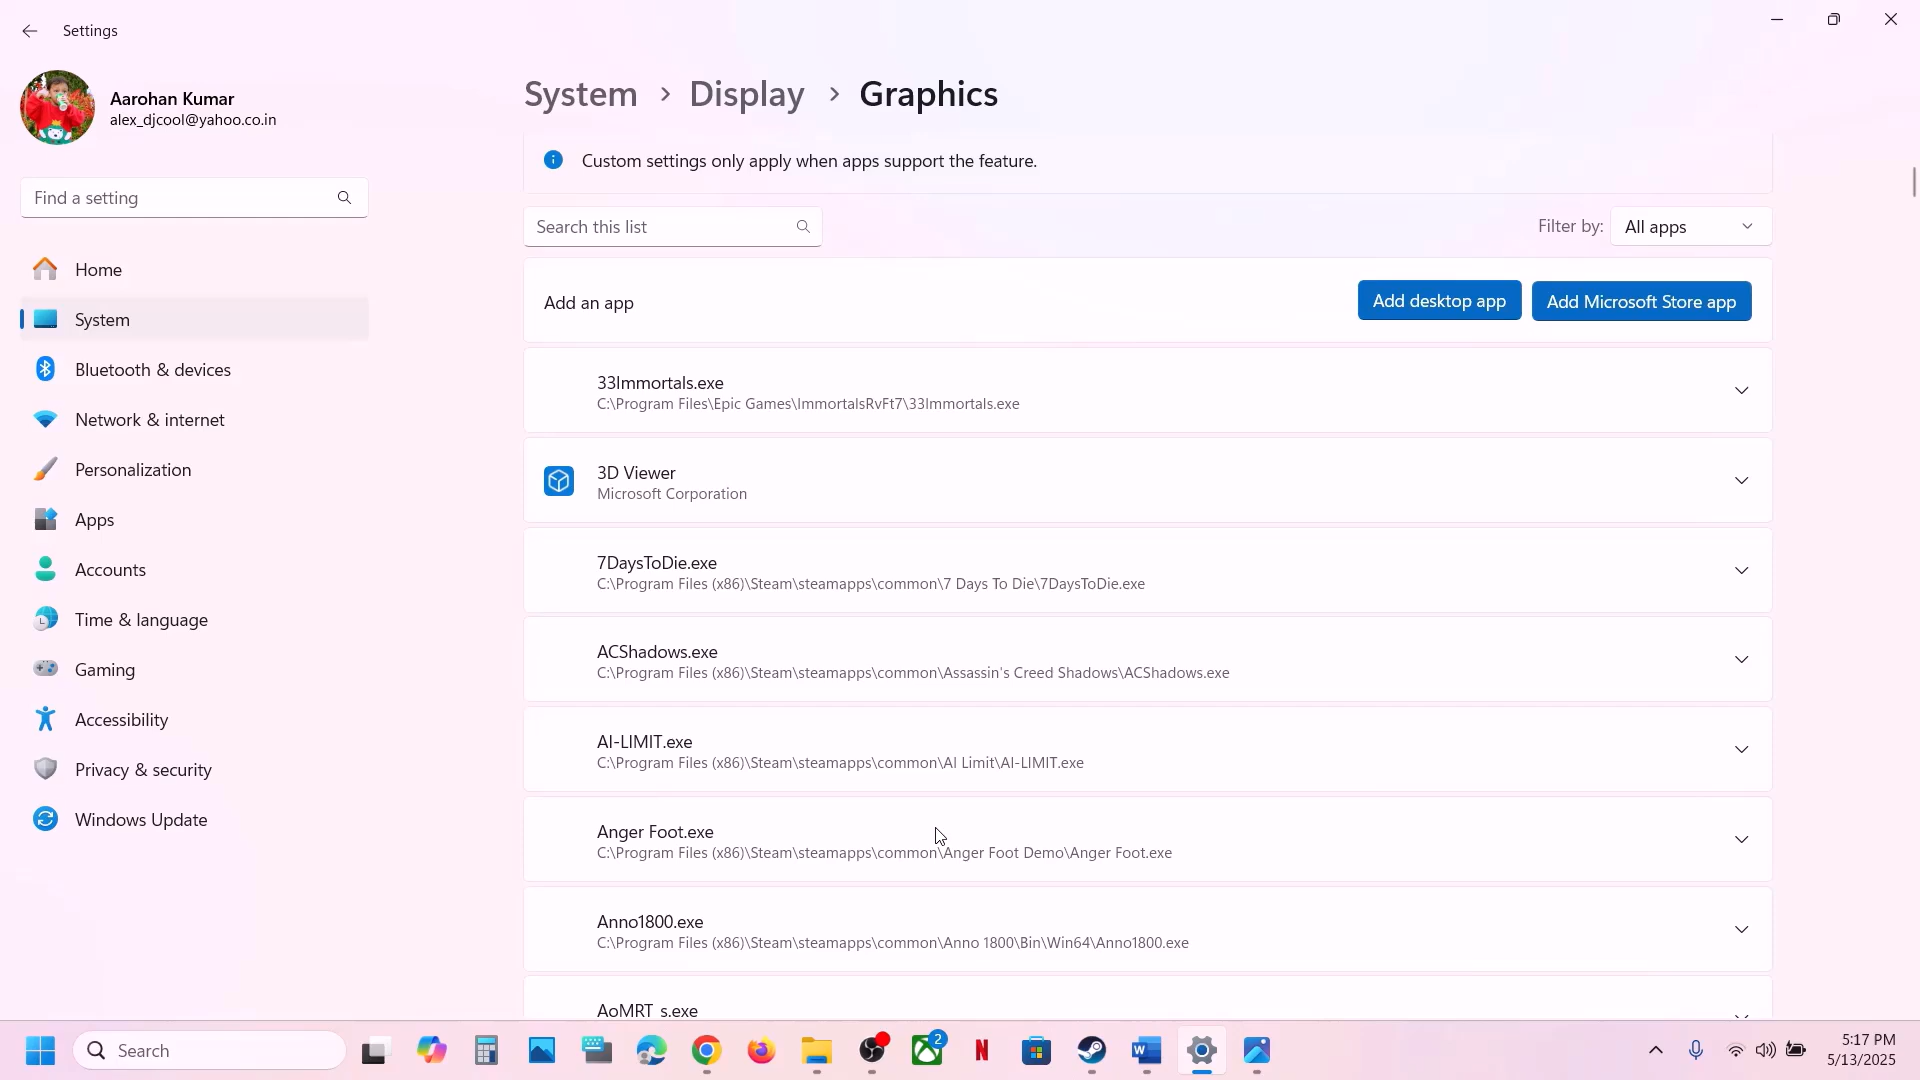 Settings
Aarohan Kumar
alex_djcool@yahoo.co.in
Find a setting
Home
System
Bluetooth & devices
Network & internet
Personalization
Apps
Accounts
Time & language
Gaming
Accessibility
Privacy & security
Windows Update
System > Display > Graphics
Custom settings only apply when apps support the feature.
Search this list
Filter by: All apps
Add an app
Add desktop app
Add Microsoft Store app
33Immortals.exe
C:\Program Files\Epic Games\ImmortalsRvFt7\33Immortals.exe
3D Viewer
Microsoft Corporation
7DaysToDie.exe
C:\Program Files (x86)\Steam\steamapps\common\7 Days To Die\7DaysToDie.exe
ACShadows.exe
C:\Program Files (x86)\Steam\steamapps\common\Assassin's Creed Shadows\ACShadows.exe
AI-LIMIT.exe
C:\Program Files (x86)\Steam\steamapps\common\AI Limit\AI-LIMIT.exe
Anger Foot.exe
C:\Program Files (x86)\Steam\steamapps\common\Anger Foot Demo\Anger Foot.exe
Anno1800.exe
C:\Program Files (x86)\Steam\steamapps\common\Anno 1800\Bin\Win64\Anno1800.exe
AoMRT_s.exe
Search
2
5:17 PM
5/13/2025